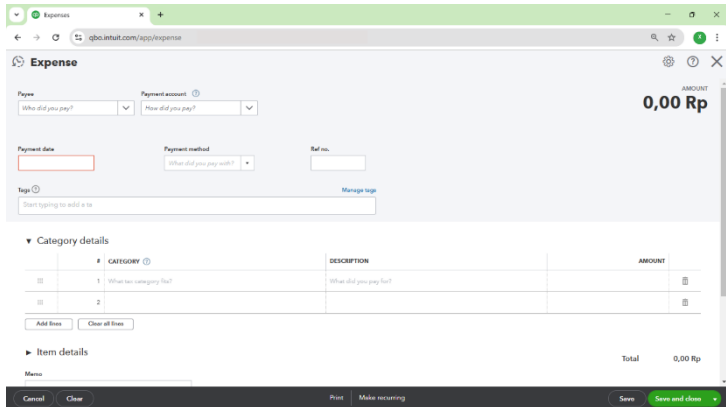 Expenses
qbo.intuit.com/app/expense
Expense
Payee
Payment account
AMOUNT
Who did you pay?
How did you pay?
0,00 Rp
Payment date
Payment method
Ref no.
What did you pay with?
Tags
Manage tags
Start typing to add a ta
Category details
# CATEGORY DESCRIPTION AMOUNT
1 What tax category fits? What did you pay for?
2
Add lines Clear all lines
Item details
Total 0,00 Rp
Memo
Cancel Clear Print Make recurring Save Save and close